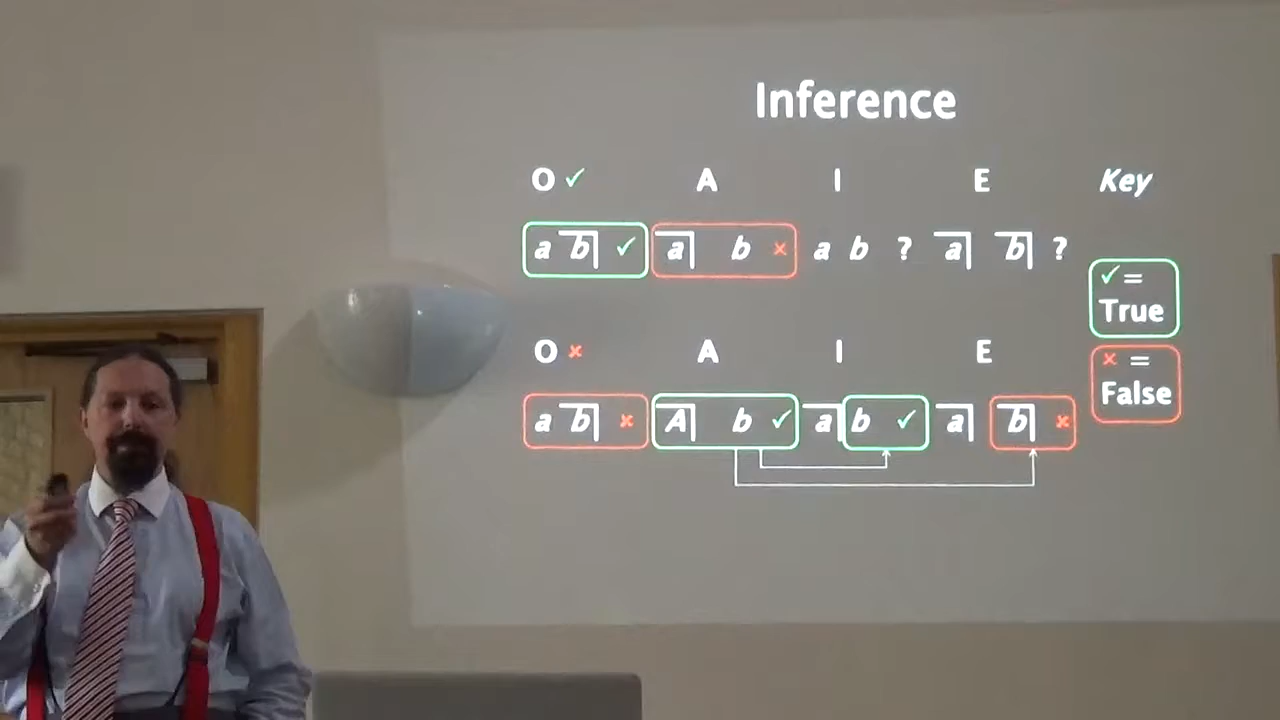 Inference
O ✓ A I E Key
a b̅| ✓ a̅| b × a b ? a̅| b̅| ?
✓ =
True
O × A I E
× =
False
a b̅| × A̅| b ✓ a̅| b ✓ a̅| b̅| ×